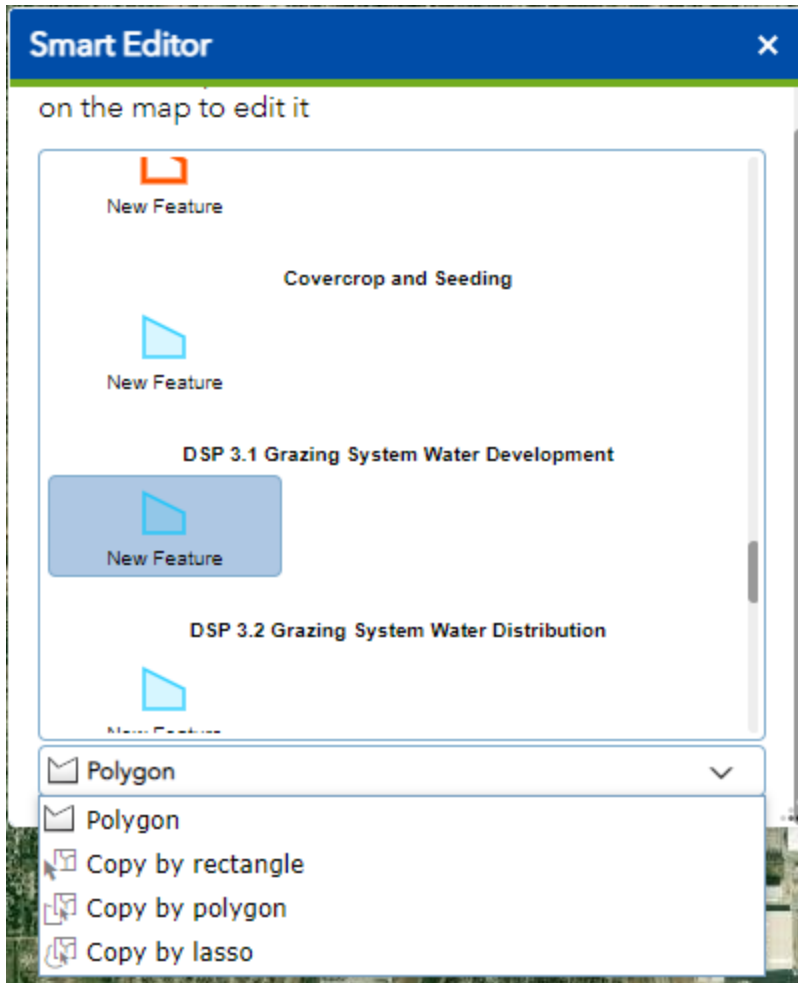 Smart Editor
on the map to edit it
New Feature
Covercrop and Seeding
New Feature
DSP 3.1 Grazing System Water Development
New Feature
DSP 3.2 Grazing System Water Distribution
New Feature
Polygon
Polygon
Copy by rectangle
Copy by polygon
Copy by lasso